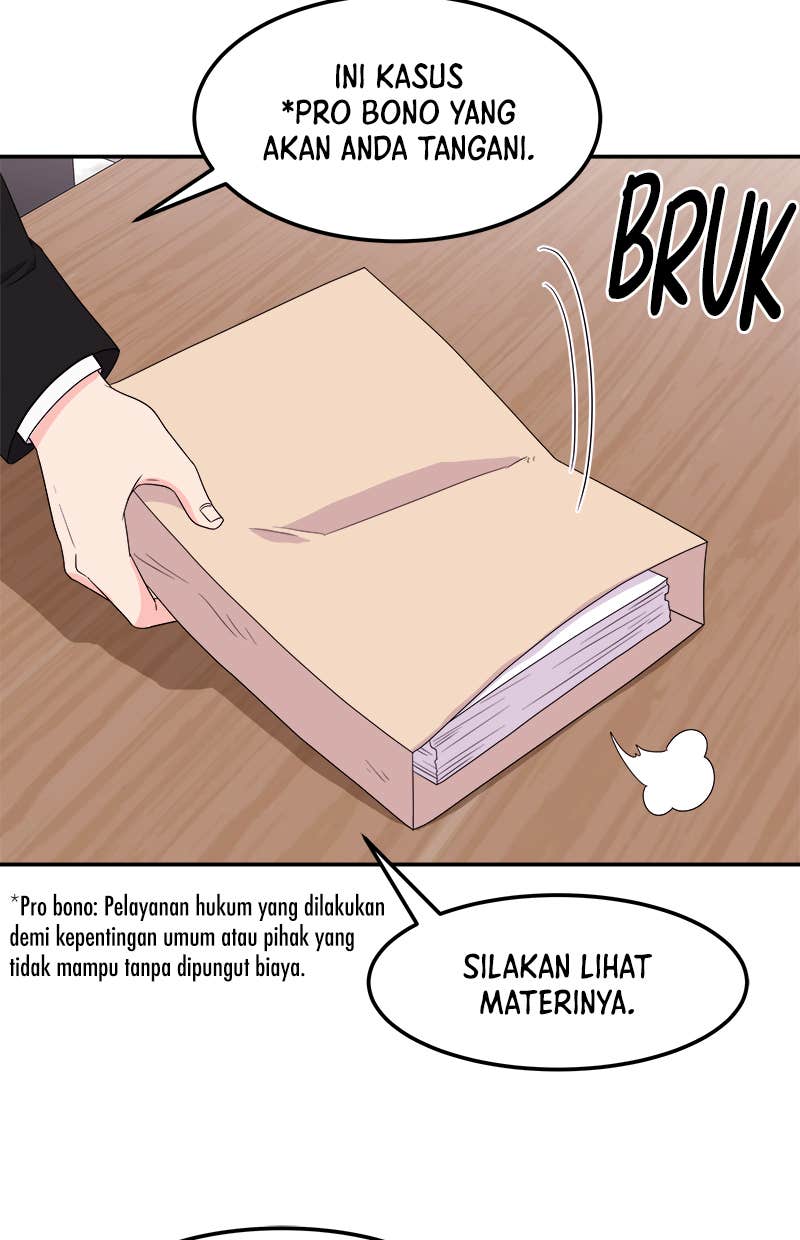 INI KASUS
*PRO BONO YANG
AKAN ANDA TANGANI.
BRUK
*Pro bono: Pelayanan hukum yang dilakukan
demi kepentingan umum atau pihak yang
tidak mampu tanpa dipungut biaya.
SILAKAN LIHAT
MATERINYA.